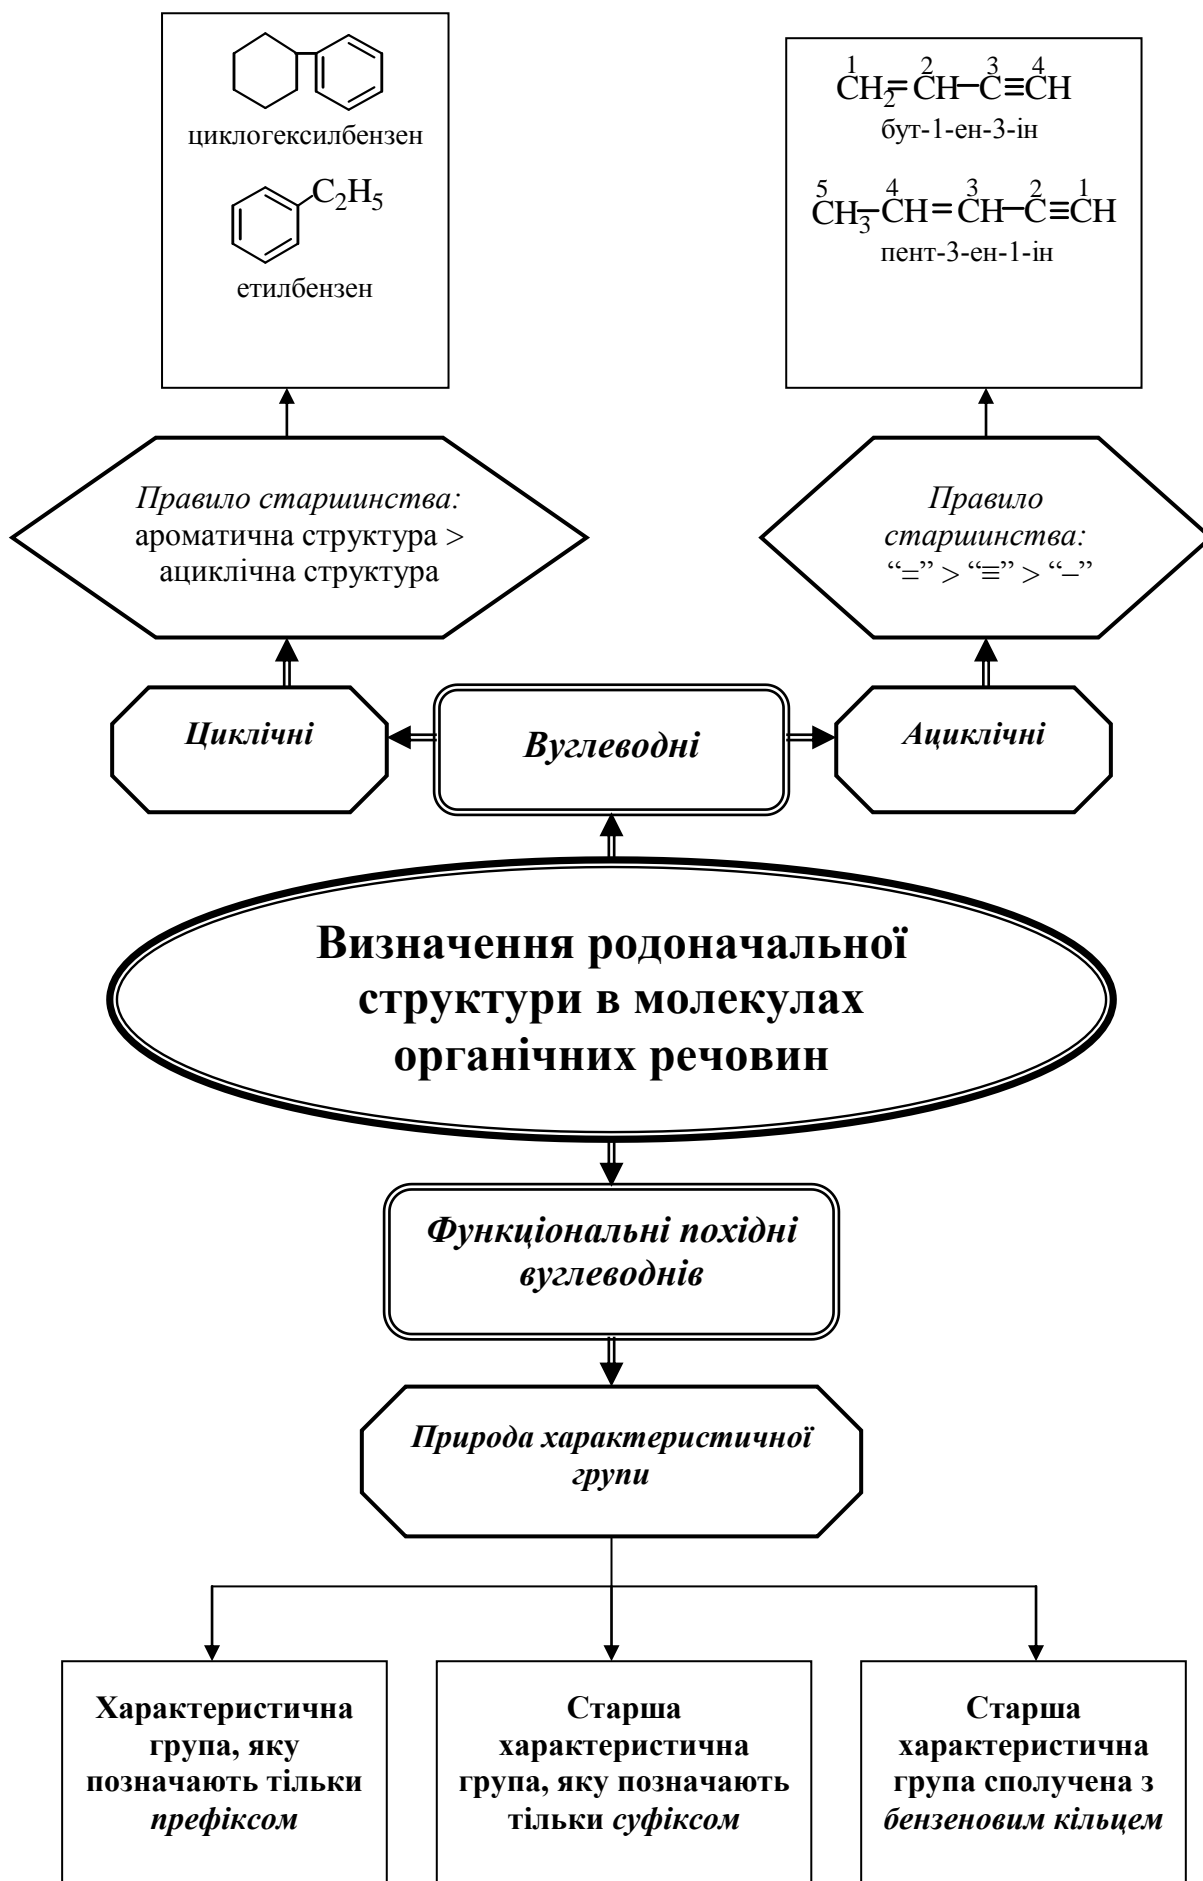 циклогексилбензен
C2H5
етилбензен
1 2 3 4
CH2=CH–C≡CH
бут-1-ен-3-ін
5 4 3 2 1
CH3–CH=CH–C≡CH
пент-3-ен-1-ін
Правило старшинства:
ароматична структура >
ациклічна структура
Правило
старшинства:
“=” > “≡” > “–”
Циклічні
Вуглеводні
Ациклічні
Визначення родоначальної
структури в молекулах
органічних речовин
Функціональні похідні
вуглеводнів
Природа характеристичної
групи
Характеристична
група, яку
позначають тільки
префіксом
Старша
характеристична
група, яку позначають
тільки суфіксом
Старша
характеристична
група сполучена з
бензеновим кільцем